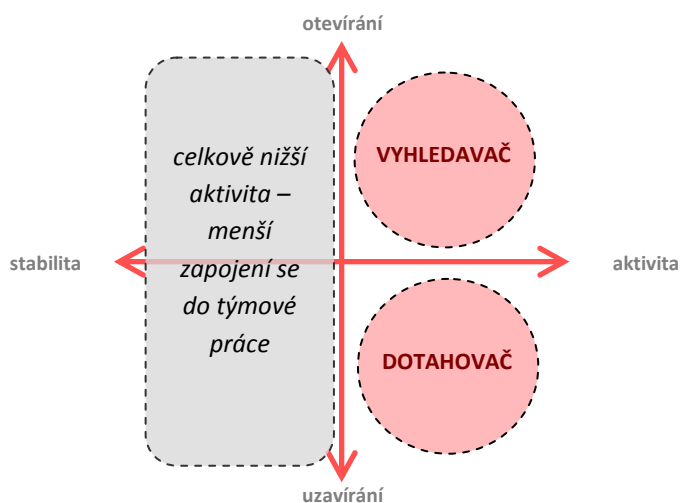 otevírání
celkově nižší
aktivita –
menší
zapojení se
do týmové
práce
VYHLEDAVAČ
stabilita
aktivita
DOTAHOVAČ
uzavírání